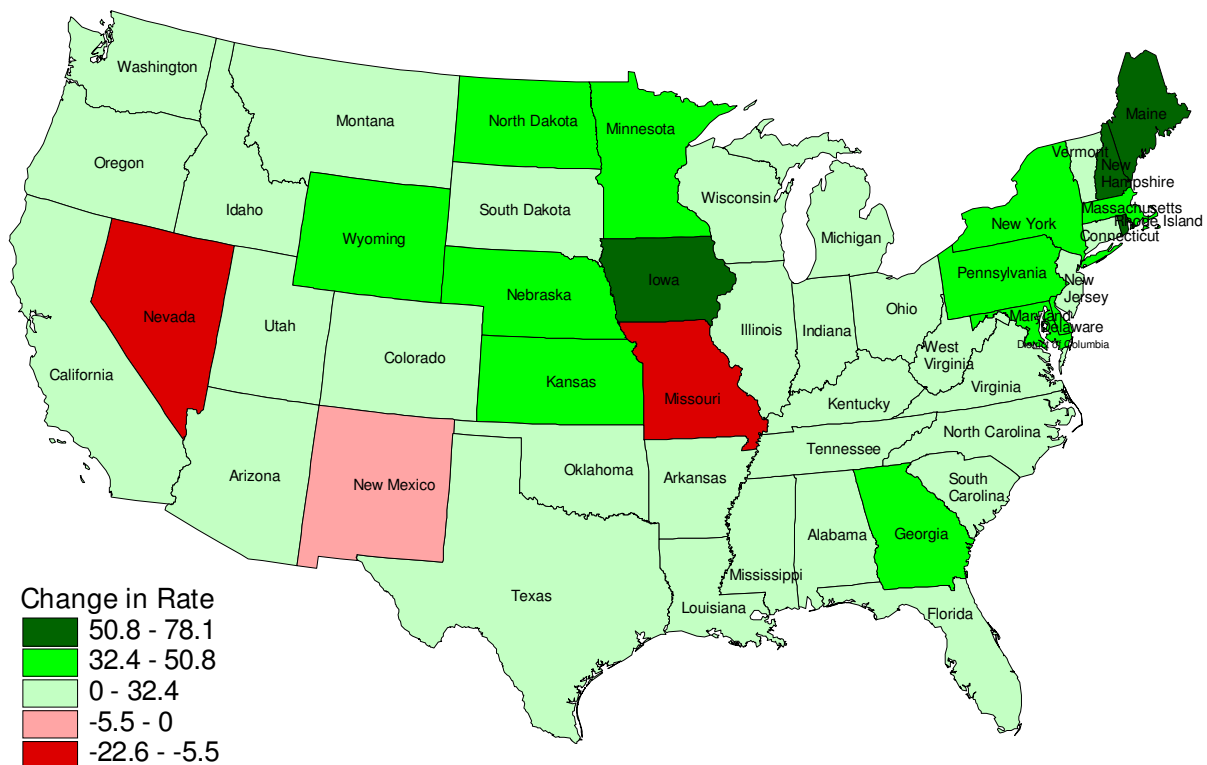 Washington
Montana
North Dakota
Minnesota
Maine
Oregon
Idaho
Wyoming
South Dakota
Wisconsin
Michigan
Vermont
New
Hampshire
Massachusetts
Rhode Island
Connecticut
New York
Pennsylvania
New
Jersey
Maryland
Delaware
District of Columbia
Nevada
Utah
Colorado
Nebraska
Iowa
Illinois
Indiana
Ohio
West
Virginia
Virginia
California
Kansas
Missouri
Kentucky
Arizona
New Mexico
Oklahoma
Arkansas
Tennessee
North Carolina
South
Carolina
Texas
Louisiana
Mississippi
Alabama
Georgia
Florida
Change in Rate
50.8 - 78.1
32.4 - 50.8
0 - 32.4
-5.5 - 0
-22.6 - -5.5